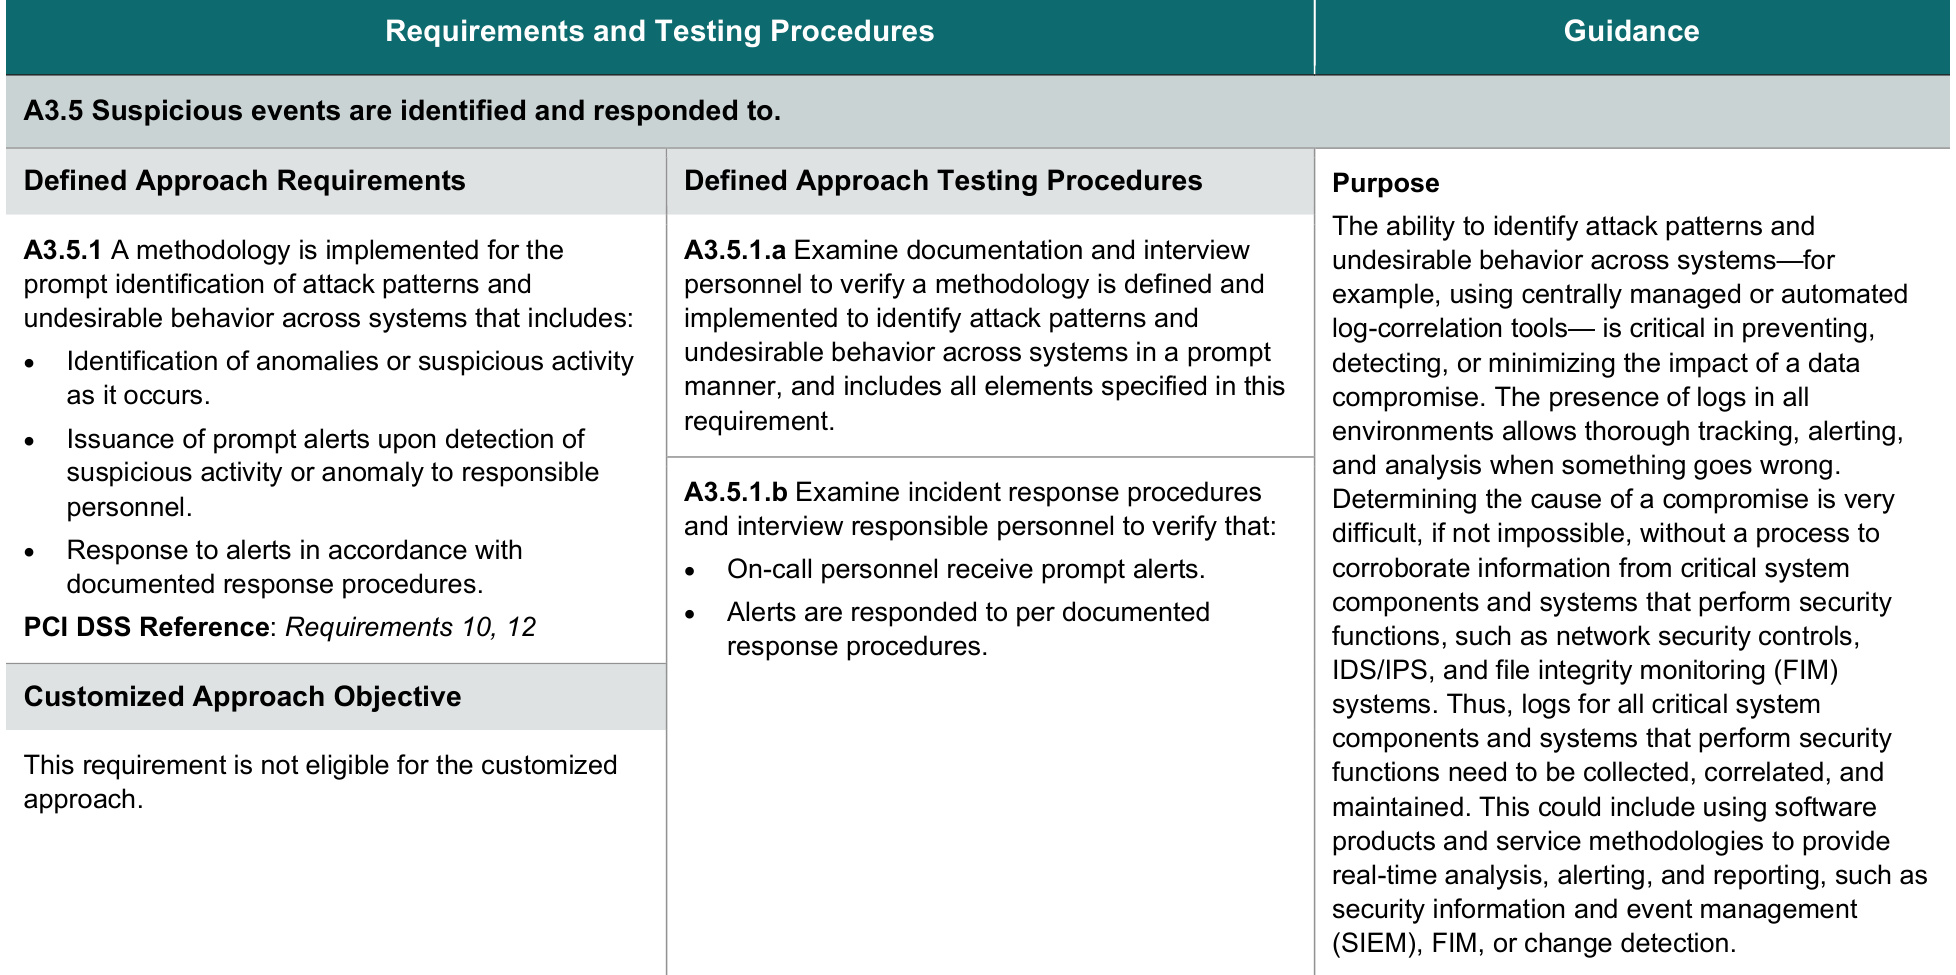 Requirements and Testing Procedures
Guidance
A3.5 Suspicious events are identified and responded to.
Defined Approach Requirements
A3.5.1 A methodology is implemented for the
prompt identification of attack patterns and
undesirable behavior across systems that includes:
• Identification of anomalies or suspicious activity
as it occurs.
• Issuance of prompt alerts upon detection of
suspicious activity or anomaly to responsible
personnel.
• Response to alerts in accordance with
documented response procedures.
PCI DSS Reference: Requirements 10, 12
Customized Approach Objective
This requirement is not eligible for the customized
approach.
Defined Approach Testing Procedures
A3.5.1.a Examine documentation and interview
personnel to verify a methodology is defined and
implemented to identify attack patterns and
undesirable behavior across systems in a prompt
manner, and includes all elements specified in this
requirement.
A3.5.1.b Examine incident response procedures
and interview responsible personnel to verify that:
• On-call personnel receive prompt alerts.
• Alerts are responded to per documented
response procedures.
Purpose
The ability to identify attack patterns and
undesirable behavior across systems—for
example, using centrally managed or automated
log-correlation tools— is critical in preventing,
detecting, or minimizing the impact of a data
compromise. The presence of logs in all
environments allows thorough tracking, alerting,
and analysis when something goes wrong.
Determining the cause of a compromise is very
difficult, if not impossible, without a process to
corroborate information from critical system
components and systems that perform security
functions, such as network security controls,
IDS/IPS, and file integrity monitoring (FIM)
systems. Thus, logs for all critical system
components and systems that perform security
functions need to be collected, correlated, and
maintained. This could include using software
products and service methodologies to provide
real-time analysis, alerting, and reporting, such as
security information and event management
(SIEM), FIM, or change detection.